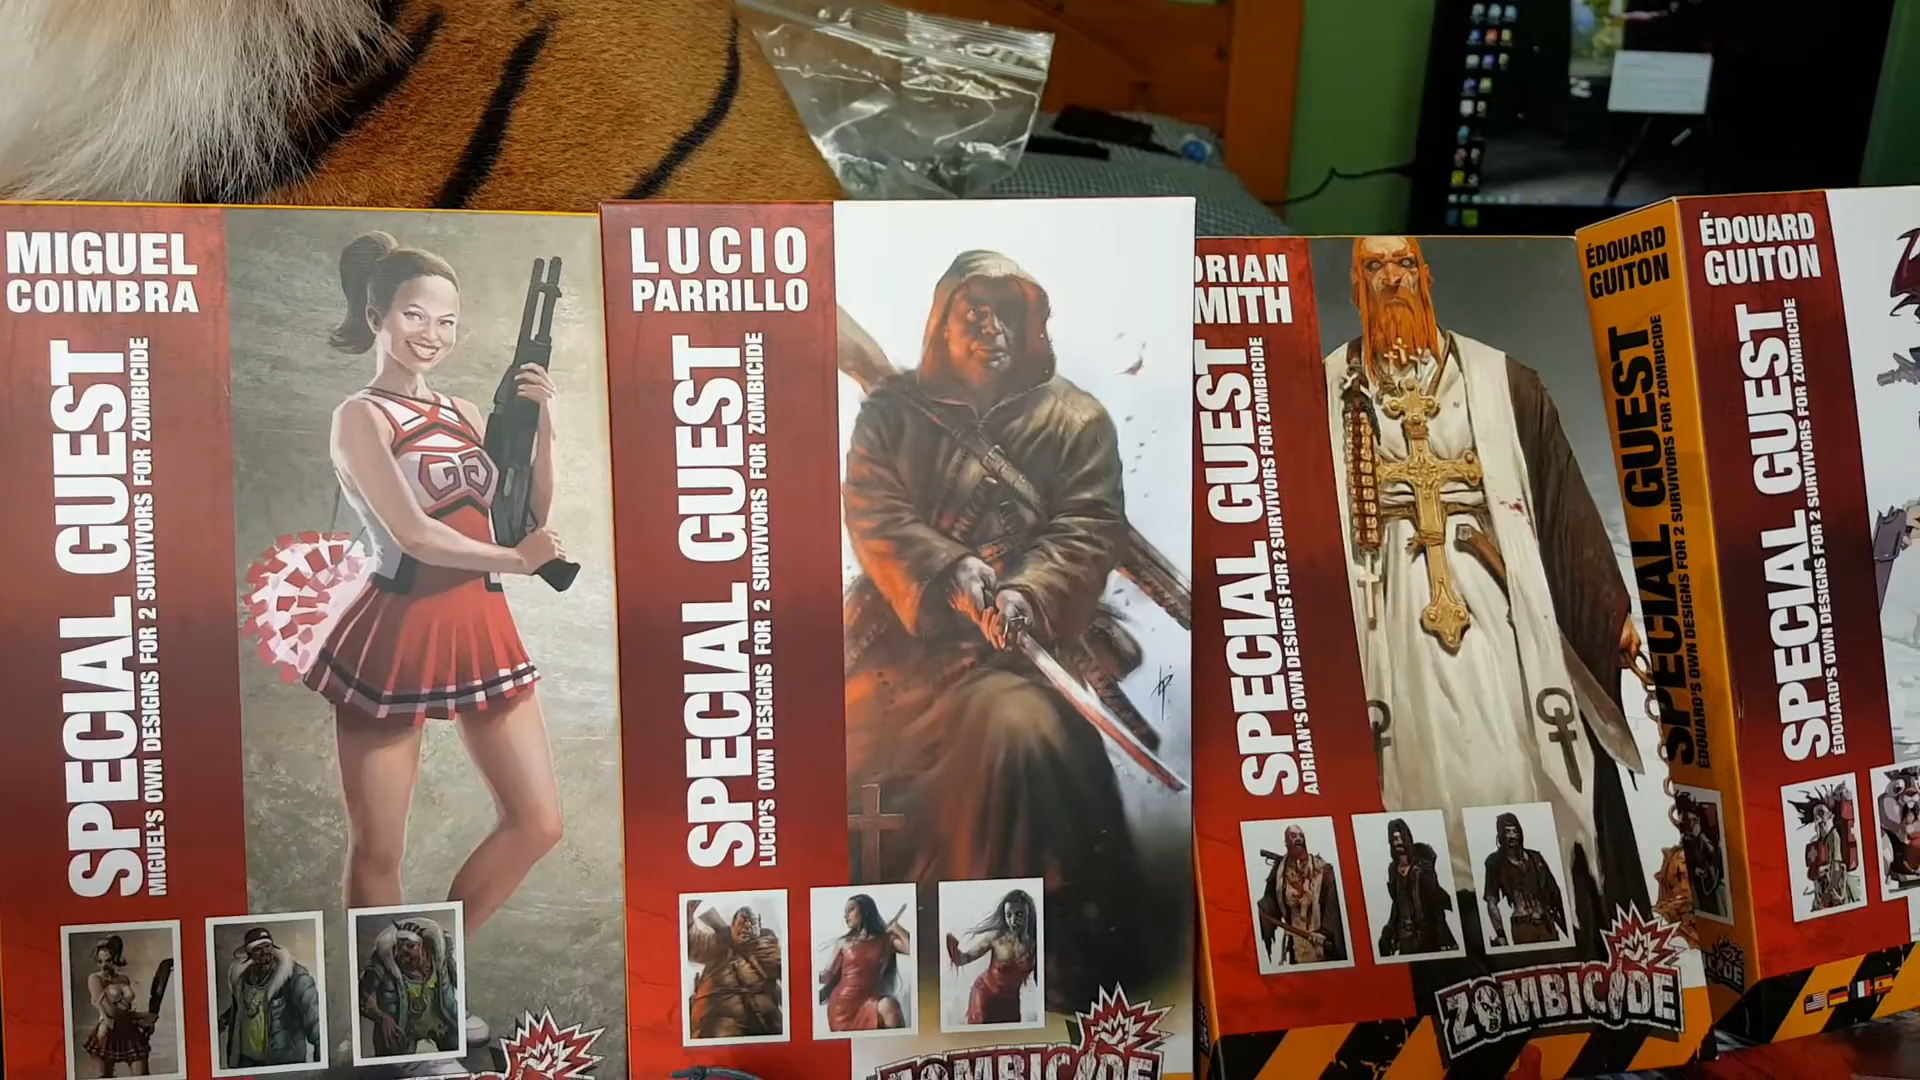 MIGUEL
COIMBRA
SPECIAL GUEST
MIGUEL'S OWN DESIGNS FOR 2 SURVIVORS FOR ZOMBICIDE
GG
LUCIO
PARRILLO
SPECIAL GUEST
LUCIO'S OWN DESIGNS FOR 2 SURVIVORS FOR ZOMBICIDE
ZOMBICIDE
DRIAN
MITH
SPECIAL GUEST
ADRIAN'S OWN DESIGNS FOR 2 SURVIVORS FOR ZOMBICIDE
ZOMBICIDE
ÉDOUARD
GUITON
SPECIAL GUEST
ÉDOUARD'S OWN DESIGNS FOR 2 SURVIVORS FOR ZOMBICIDE
ÉDOUARD
GUITON
SPECIAL GUEST
ÉDOUARD'S OWN DESIGNS FOR 2 SURVIVORS FOR ZOMBICIDE